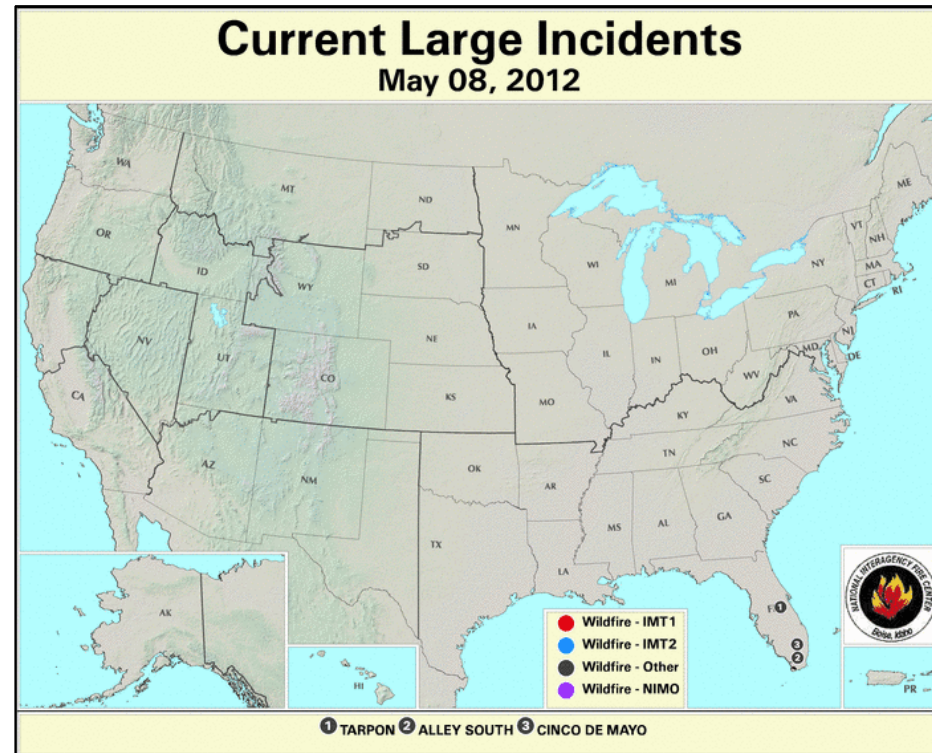 Current Large Incidents
May 08, 2012
WA
MT
ND
MN
ME
OR
ID
SD
WI
MI
VT
NH
NY
MA
CT
RI
WY
IA
NE
PA
NJ
NV
UT
IL
IN
OH
MD
DE
WV
CO
CA
KS
MO
KY
VA
AZ
NM
OK
AR
TN
NC
SC
TX
MS
AL
GA
LA
AK
HI
PR
1
3
2
NATIONAL INTERAGENCY FIRE CENTER
Boise, Idaho
Wildfire - IMT1
Wildfire - IMT2
Wildfire - Other
Wildfire - NIMO
1 TARPON 2 ALLEY SOUTH 3 CINCO DE MAYO